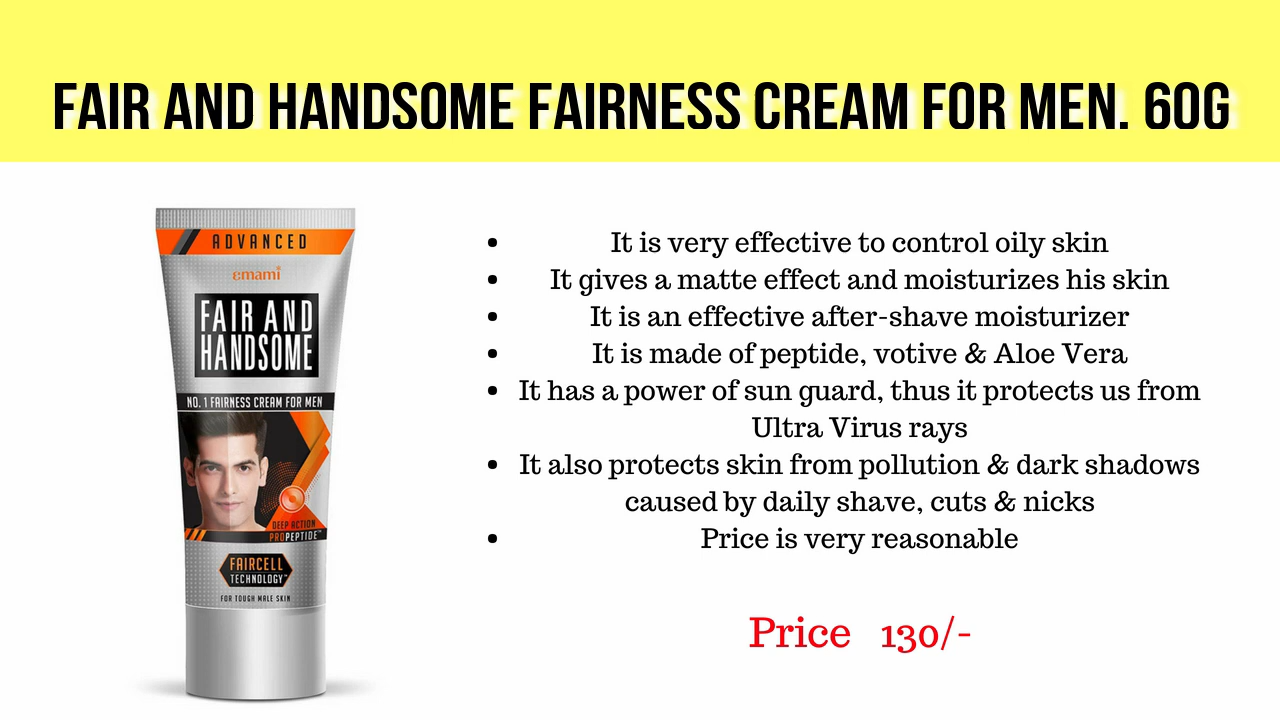 FAIR AND HANDSOME FAIRNESS CREAM FOR MEN. 60G
ADVANCED
emami
FAIR AND
HANDSOME
NO. 1 FAIRNESS CREAM FOR MEN
DEEP ACTION
PROPEPTIDE™
FAIRCELL
TECHNOLOGY™
FOR TOUGH MALE SKIN
• It is very effective to control oily skin
• It gives a matte effect and moisturizes his skin
• It is an effective after-shave moisturizer
• It is made of peptide, votive & Aloe Vera
• It has a power of sun guard, thus it protects us from
Ultra Virus rays
• It also protects skin from pollution & dark shadows
caused by daily shave, cuts & nicks
• Price is very reasonable
Price 130/-